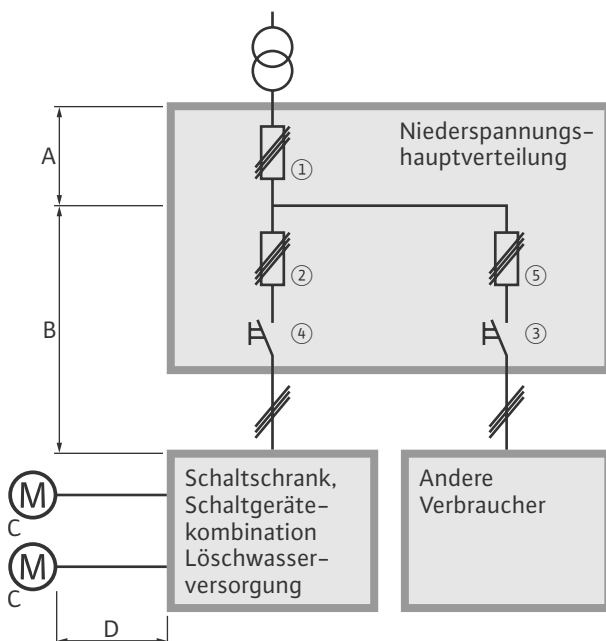 A
Niederspannungs-
hauptverteilung
①
B
②
⑤
④
③
M
C
M
C
D
Schaltschrank,
Schaltgeräte-
kombination
Löschwasser-
versorgung
Andere
Verbraucher